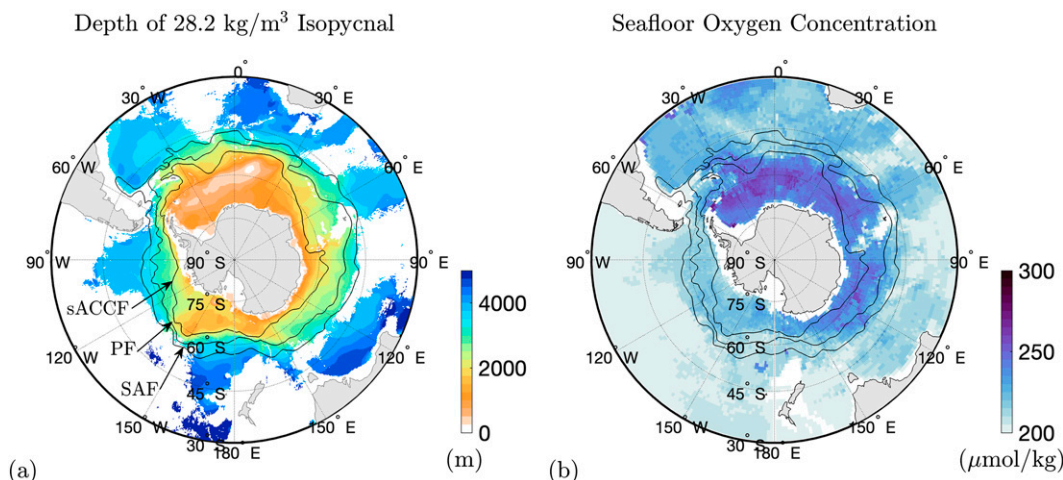 Depth of 28.2 kg/m³ Isopycnal
0°
30° W
30° E
60° W
60° E
90° W
90° S
90° E
75° S
sACCF
PF
SAF
60° S
120° W
120° E
45° S
150° W
150° E
30° S
180° E
4000
2000
0
(m)
(a)
Seafloor Oxygen Concentration
0°
30° W
30° E
60° W
60° E
90° W
90° S
90° E
75° S
60° S
120° W
120° E
45° S
150° W
150° E
30° S
180° E
300
250
200
(μmol/kg)
(b)